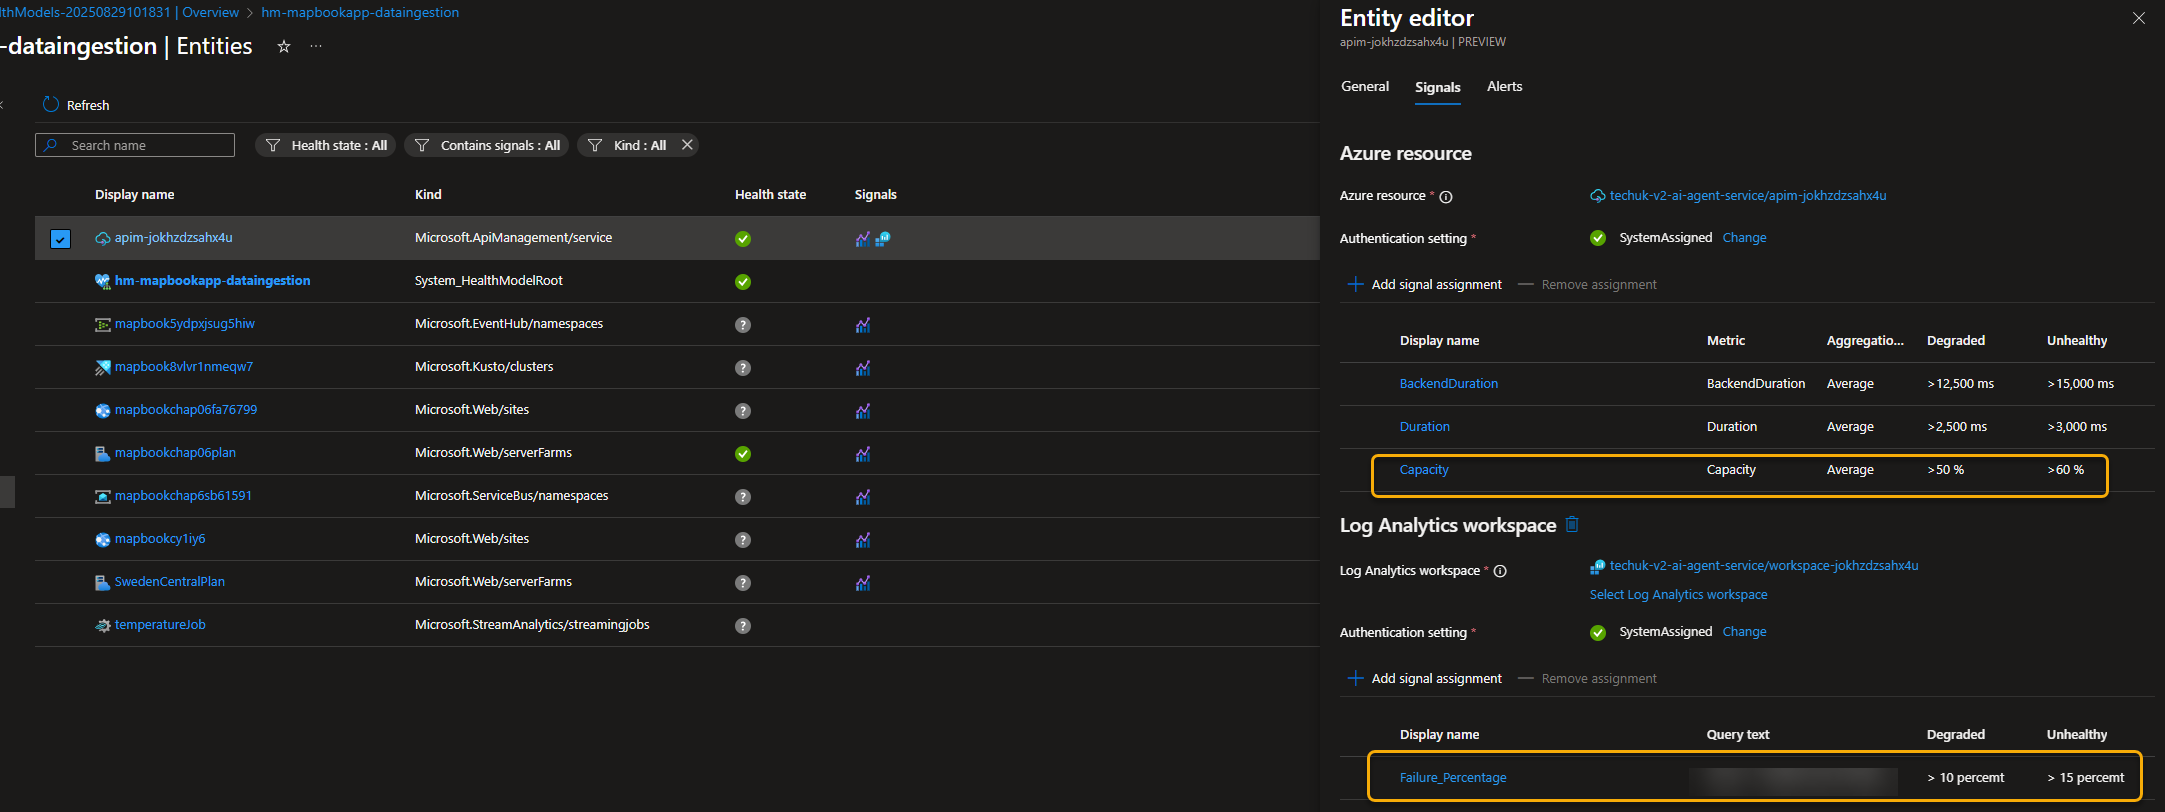 lthModels-20250829101831 | Overview > hm-mapbookapp-dataingestion
-dataingestion | Entities
Refresh
Search name
Health state : All
Contains signals : All
Kind : All
Display name Kind Health state Signals
apim-jokhzdzsahx4u Microsoft.ApiManagement/service
hm-mapbookapp-dataingestion System_HealthModelRoot
mapbook5ydpxjsug5hiw Microsoft.EventHub/namespaces
mapbook8vlvr1nmeqw7 Microsoft.Kusto/clusters
mapbookchap06fa76799 Microsoft.Web/sites
mapbookchap06plan Microsoft.Web/serverFarms
mapbookchap6sb61591 Microsoft.ServiceBus/namespaces
mapbookcy1iy6 Microsoft.Web/sites
SwedenCentralPlan Microsoft.Web/serverFarms
temperatureJob Microsoft.StreamAnalytics/streamingjobs
Entity editor
apim-jokhzdzsahx4u | PREVIEW
General Signals Alerts
Azure resource
Azure resource * techuk-v2-ai-agent-service/apim-jokhzdzsahx4u
Authentication setting * SystemAssigned Change
Add signal assignment Remove assignment
Display name Metric Aggregatio... Degraded Unhealthy
BackendDuration BackendDuration Average >12,500 ms >15,000 ms
Duration Duration Average >2,500 ms >3,000 ms
Capacity Capacity Average >50 % >60 %
Log Analytics workspace
Log Analytics workspace * techuk-v2-ai-agent-service/workspace-jokhzdzsahx4u
Select Log Analytics workspace
Authentication setting * SystemAssigned Change
Add signal assignment Remove assignment
Display name Query text Degraded Unhealthy
Failure_Percentage > 10 percemt > 15 percemt